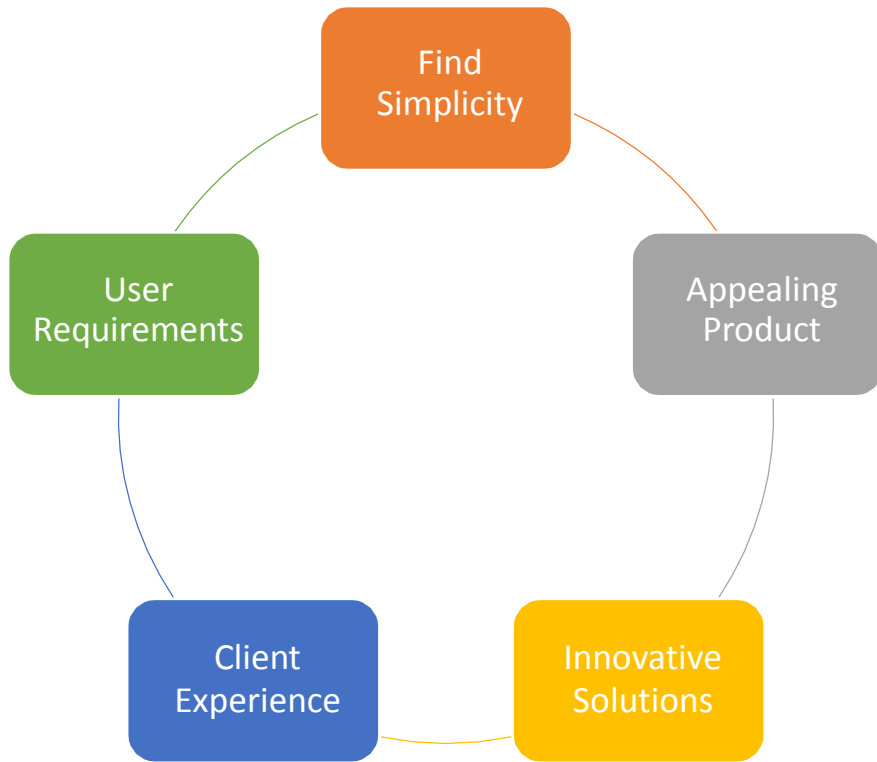 Find
Simplicity
Appealing
Product
Innovative
Solutions
Client
Experience
User
Requirements